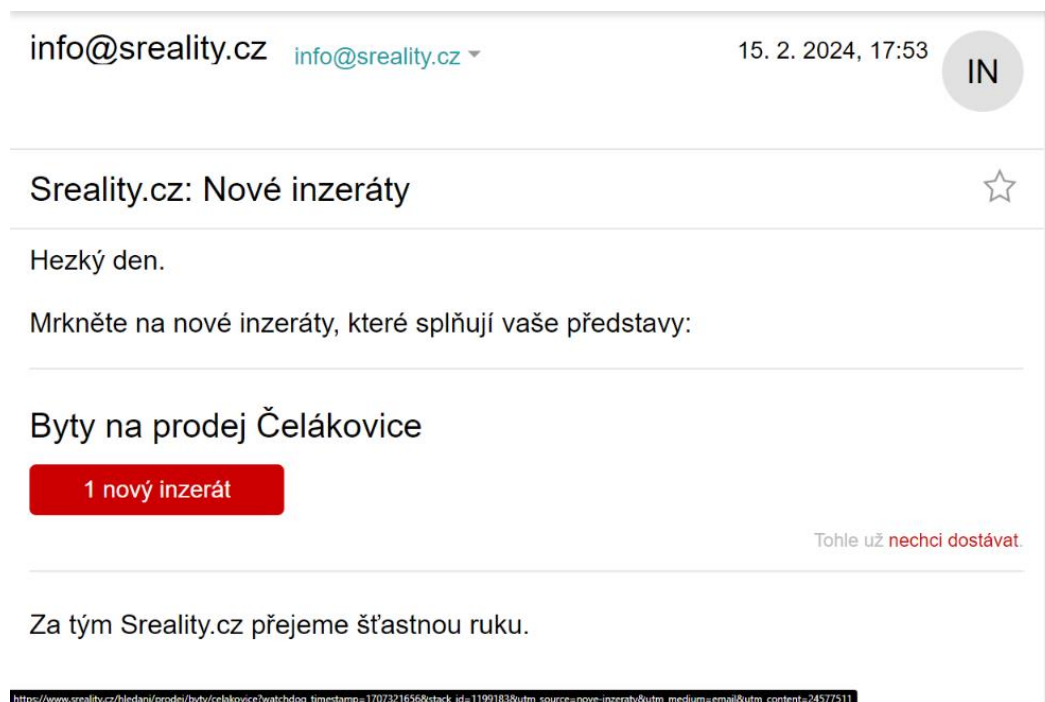 info@sreality.cz info@sreality.cz 15. 2. 2024, 17:53 IN
Sreality.cz: Nové inzeráty
Hezký den.
Mrkněte na nové inzeráty, které splňují vaše představy:
Byty na prodej Čelákovice
1 nový inzerát
Tohle už nechci dostávat.
Za tým Sreality.cz přejeme šťastnou ruku.
https://www.sreality.cz/hledani/prodej/byty/celakovice?watchdog_timestamp=1707321656&stack_id=1199183&utm_source=nove-inzeraty&utm_medium=email&utm_content=24577511